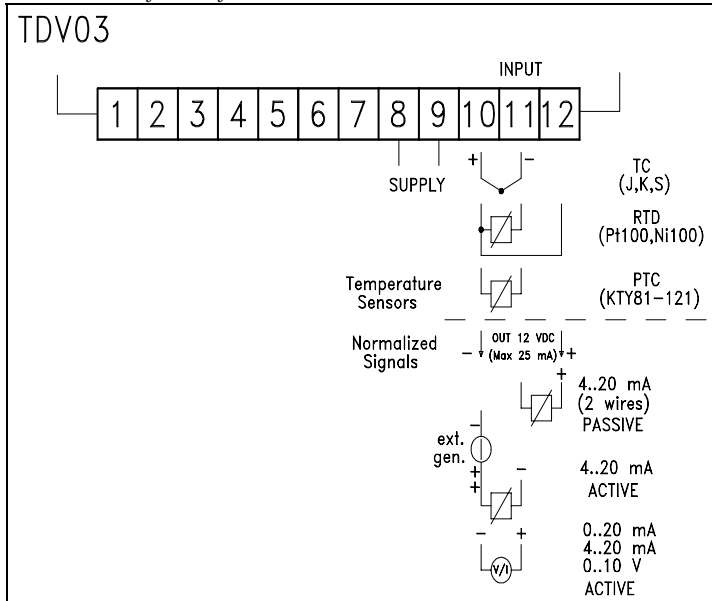 TDV03
INPUT
1 2 3 4 5 6 7 8 9 10 11 12
+ -
SUPPLY
TC
(J,K,S)
RTD
(Pt100,Ni100)
Temperature
Sensors
PTC
(KTY81-121)
Normalized
Signals
- OUT 12 VDC +
(Max 25 mA)
+
4..20 mA
(2 wires)
PASSIVE
-
ext.
gen.
+
+ -
4..20 mA
ACTIVE
- +
V/I
0..20 mA
4..20 mA
0..10 V
ACTIVE